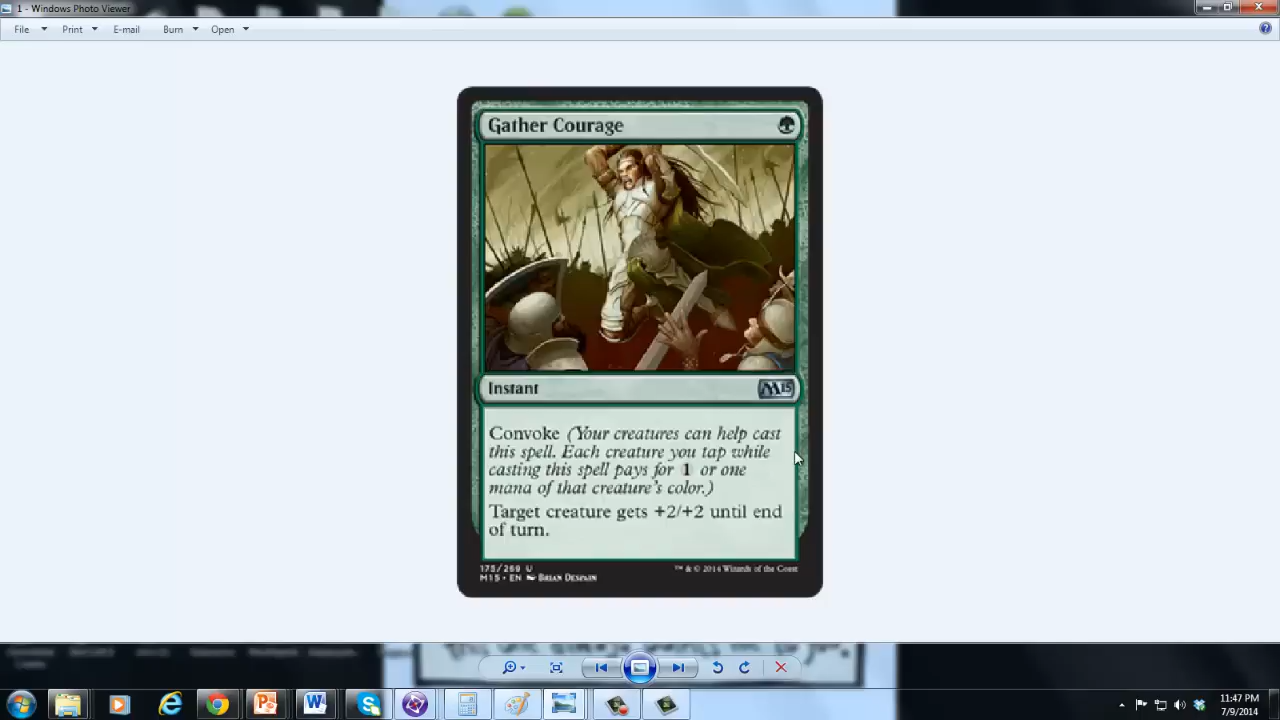 1 - Windows Photo Viewer
File Print E-mail Burn Open
Gather Courage
Instant
M15
Convoke (Your creatures can help cast
this spell. Each creature you tap while
casting this spell pays for 1 or one
mana of that creature's color.)
Target creature gets +2/+2 until end
of turn.
175/269 U
M15 • EN Brian Despain
™ & © 2014 Wizards of the Coast
11:47 PM
7/9/2014